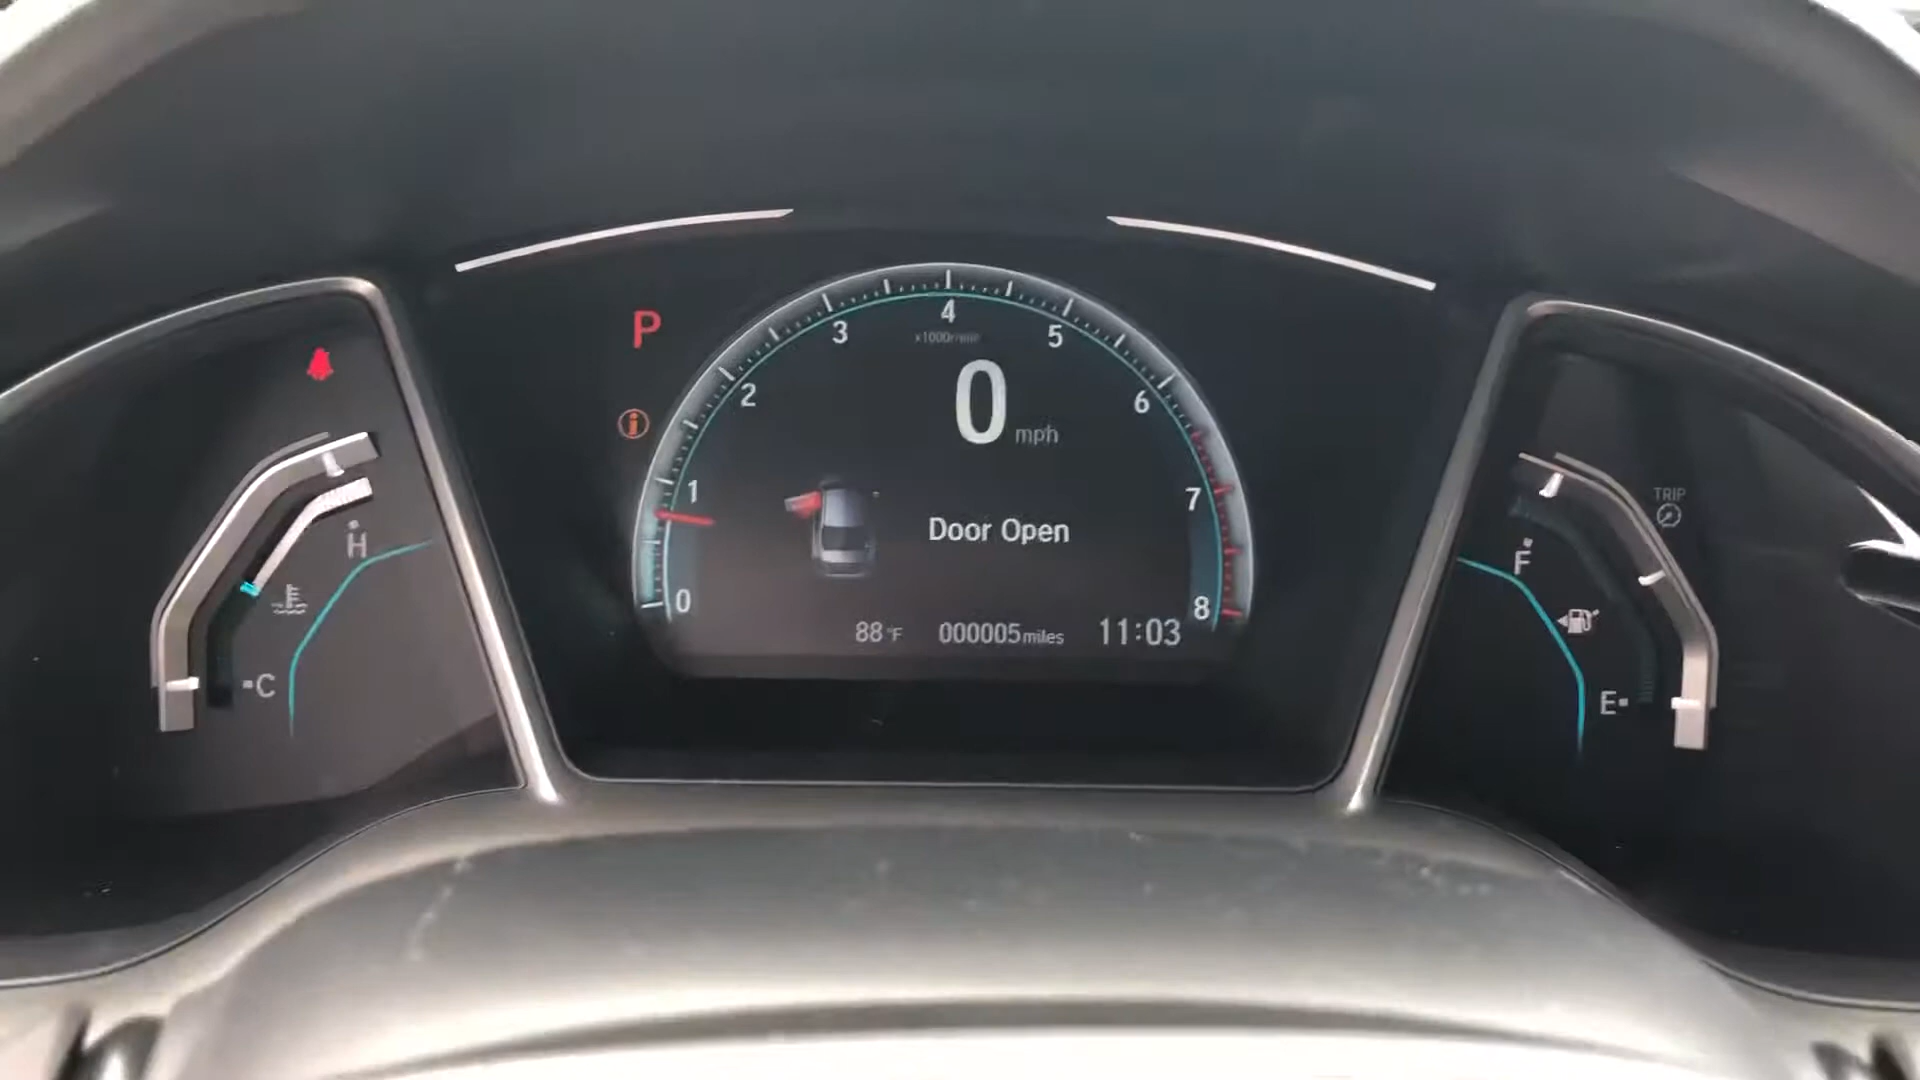 P
4
x1000r/min
3
5
2
6
1
7
0
8
0 mph
Door Open
88°F 000005miles 11:03
H
C
TRIP
F
E